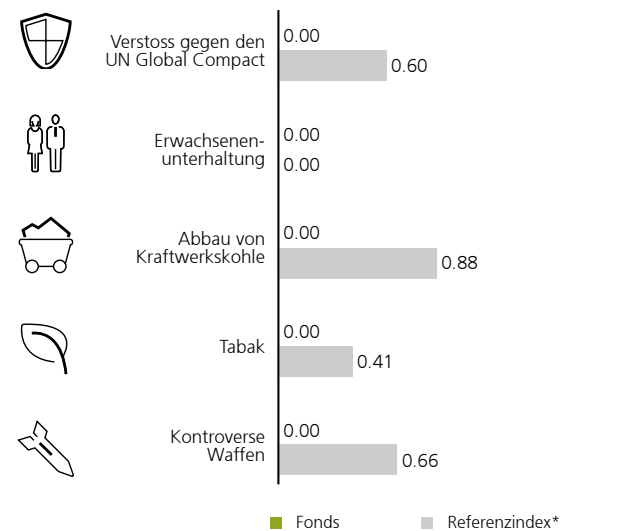 Verstoss gegen den
UN Global Compact
0.00
0.60
Erwachsenen-
unterhaltung
0.00
0.00
Abbau von
Kraftwerkskohle
0.00
0.88
Tabak
0.00
0.41
Kontroverse
Waffen
0.00
0.66
Fonds
Referenzindex*